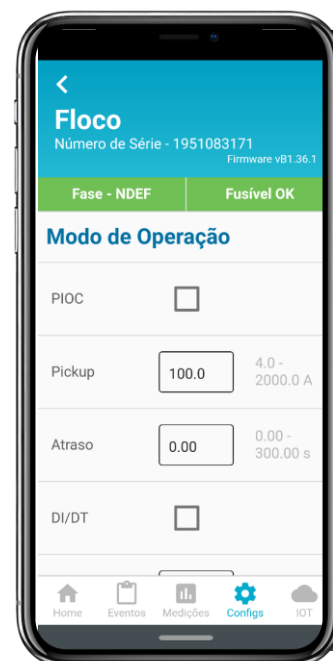 Floco
Número de Série - 1951083171
Firmware vB1.36.1
Fase - NDEF Fusível OK
Modo de Operação
PIOC
Pickup 100.0 4.0 -
2000.0 A
Atraso 0.00 0.00 -
300.00 s
DI/DT
Home Eventos Medições Configs IOT